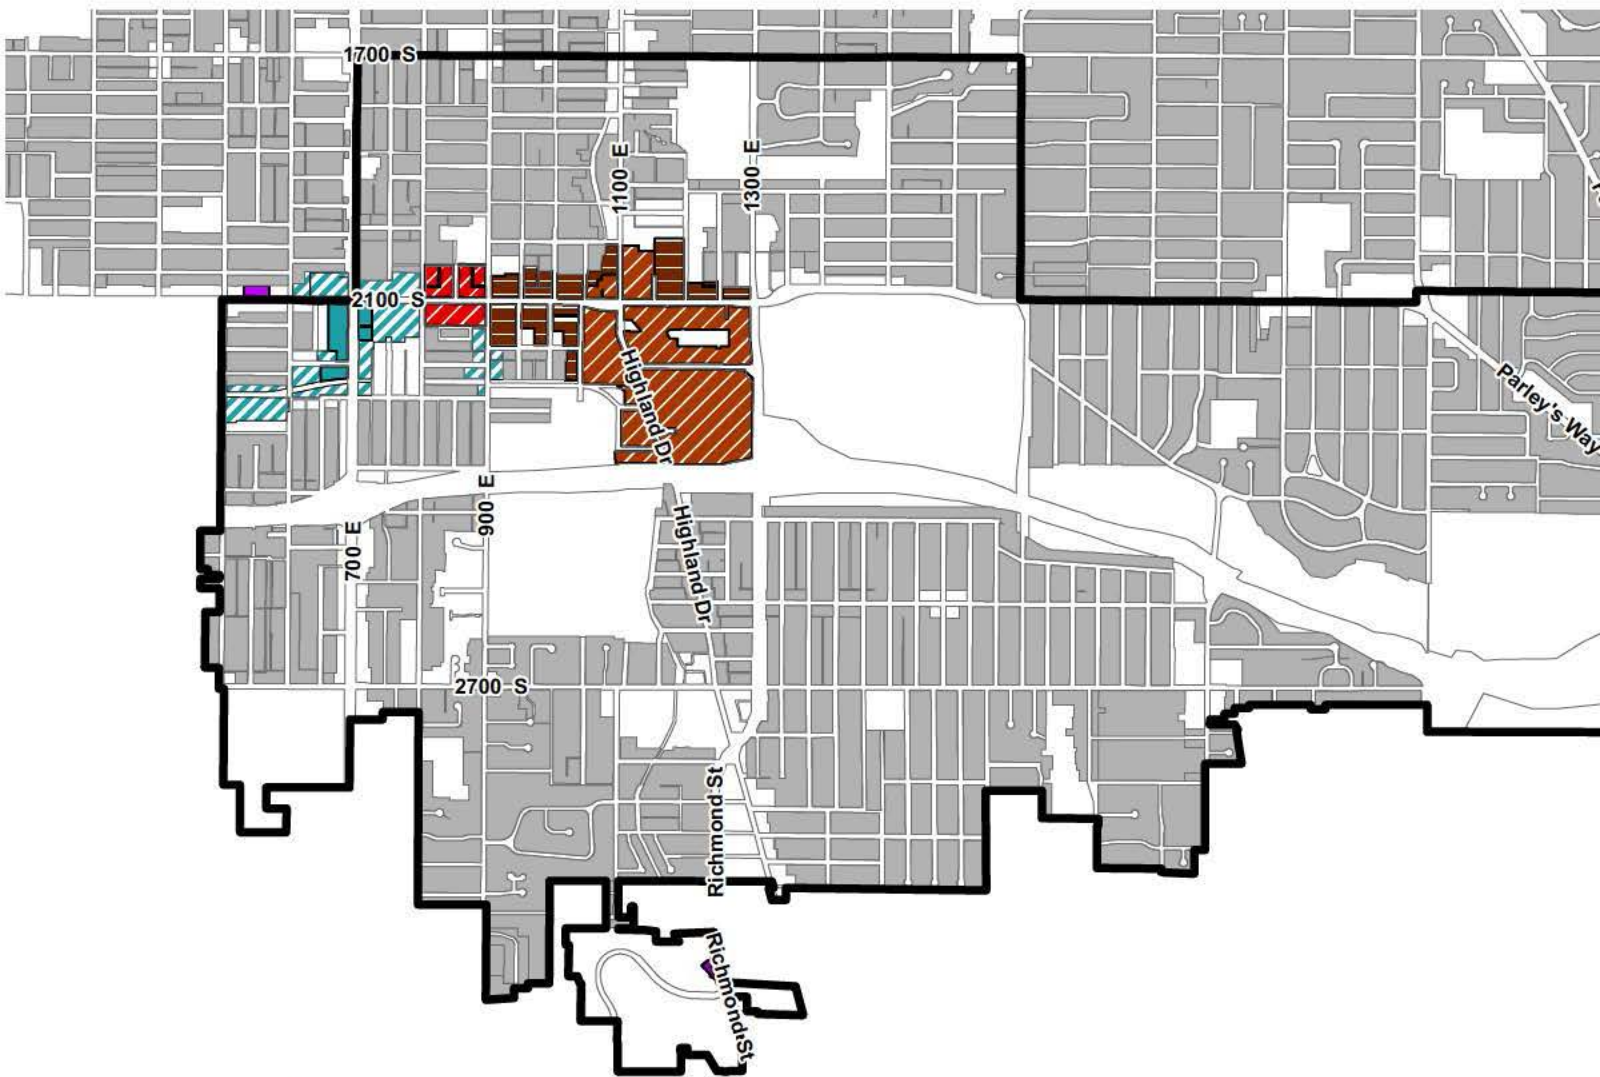 1700 S
1100 E
1300 E
2100 S
Highland Dr
Parley's Way
900 E
700 E
Highland Dr
2700 S
Richmond St
Richmond St